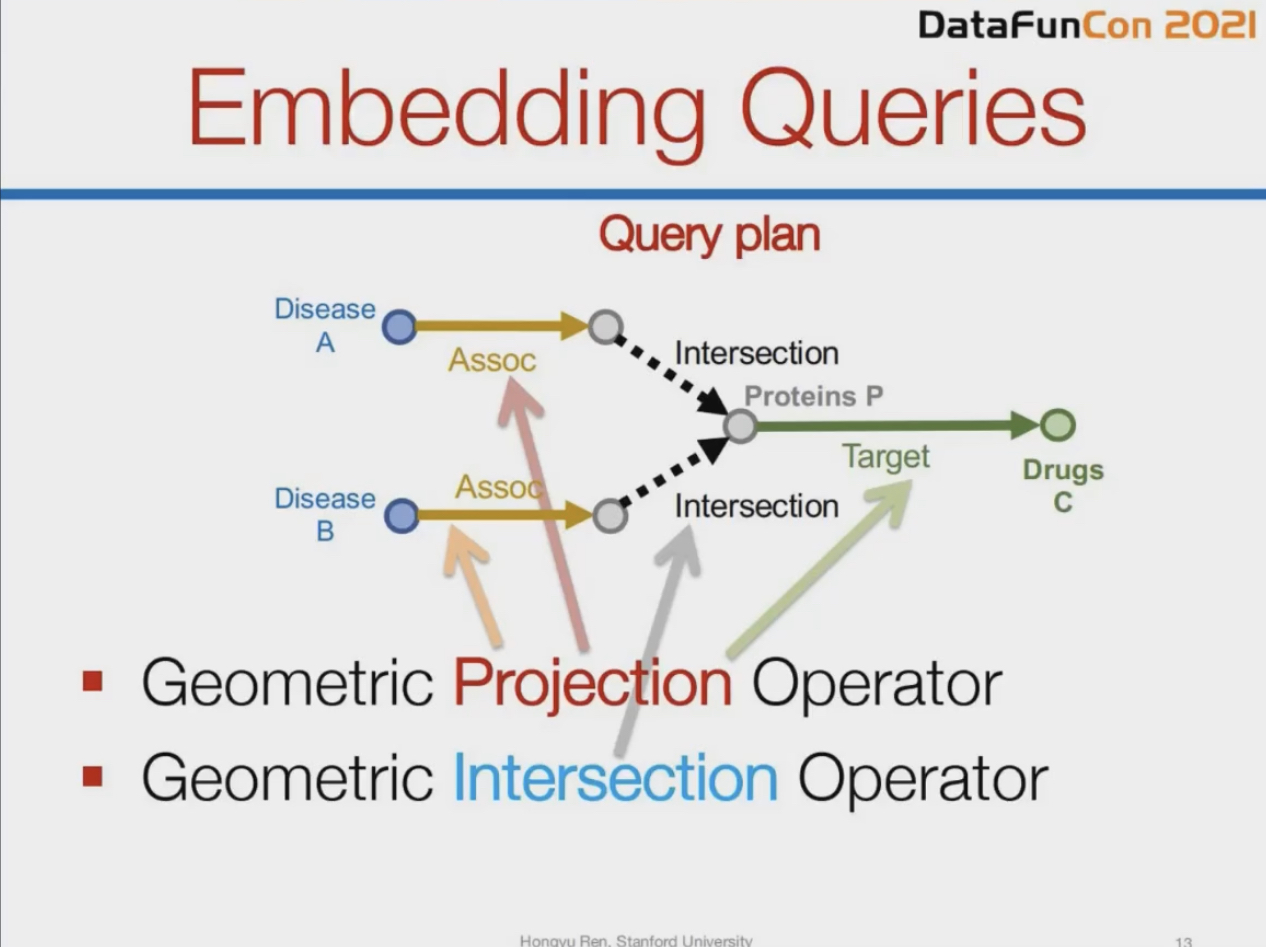 DataFunCon 2021
Embedding Queries
Query plan
Disease
A
Assoc
Intersection
Proteins P
Target
Drugs
C
Disease
B
Assoc
Intersection
▪ Geometric Projection Operator
▪ Geometric Intersection Operator
Hongyu Ren, Stanford University
13